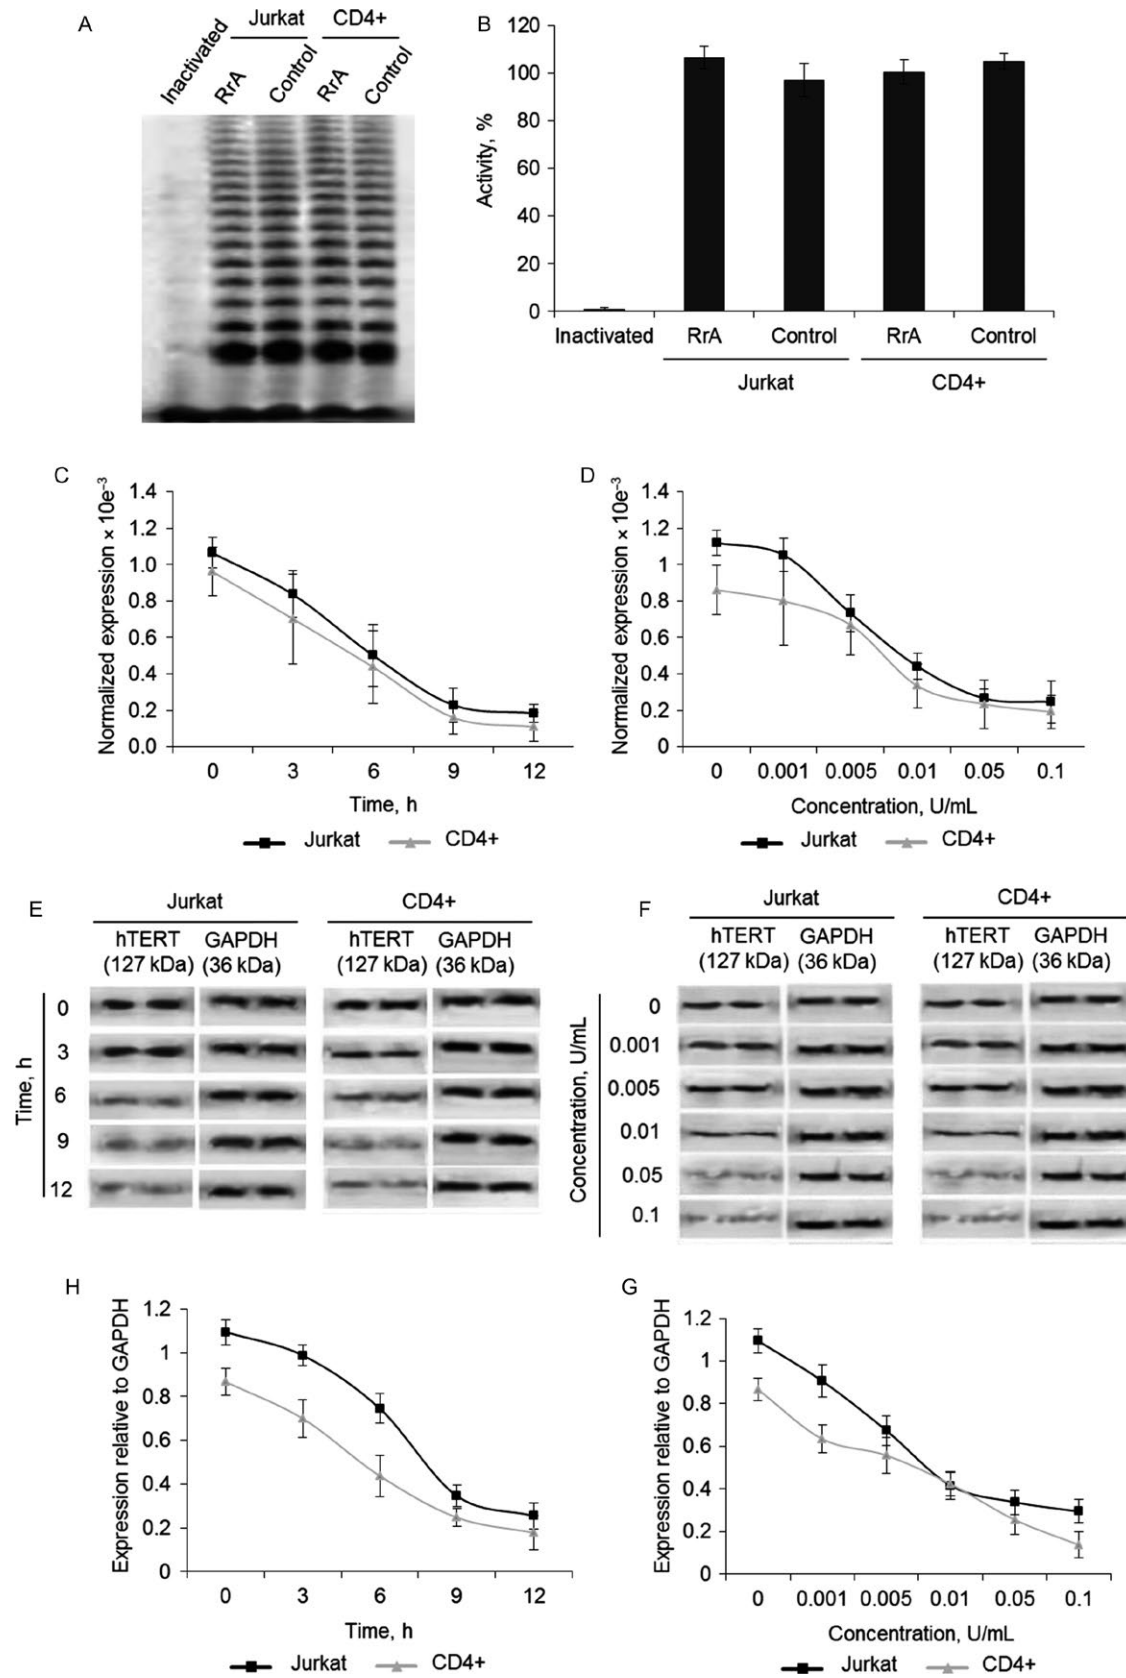 A
Jurkat CD4+
Inactivated RrA Control RrA Control
B
Activity, %
120
100
80
60
40
20
0
Inactivated RrA Control RrA Control
Jurkat CD4+
C
Normalized expression × 10e⁻³
1.4
1.2
1.0
0.8
0.6
0.4
0.2
0.0
0 3 6 9 12
Time, h
Jurkat CD4+
D
Normalized expression × 10e⁻³
1.4
1.2
1
0.8
0.6
0.4
0.2
0
0 0.001 0.005 0.01 0.05 0.1
Concentration, U/mL
Jurkat CD4+
E
Jurkat CD4+
hTERT GAPDH hTERT GAPDH
(127 kDa) (36 kDa) (127 kDa) (36 kDa)
Time, h
0
3
6
9
12
F
Jurkat CD4+
hTERT GAPDH hTERT GAPDH
(127 kDa) (36 kDa) (127 kDa) (36 kDa)
Concentration, U/mL
0
0.001
0.005
0.01
0.05
0.1
H
Expression relative to GAPDH
1.2
1
0.8
0.6
0.4
0.2
0
0 3 6 9 12
Time, h
Jurkat CD4+
G
Expression relative to GAPDH
1.2
1
0.8
0.6
0.4
0.2
0
0 0.001 0.005 0.01 0.05 0.1
Concentration, U/mL
Jurkat CD4+